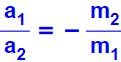 a₁/a₂ = − m₂/m₁